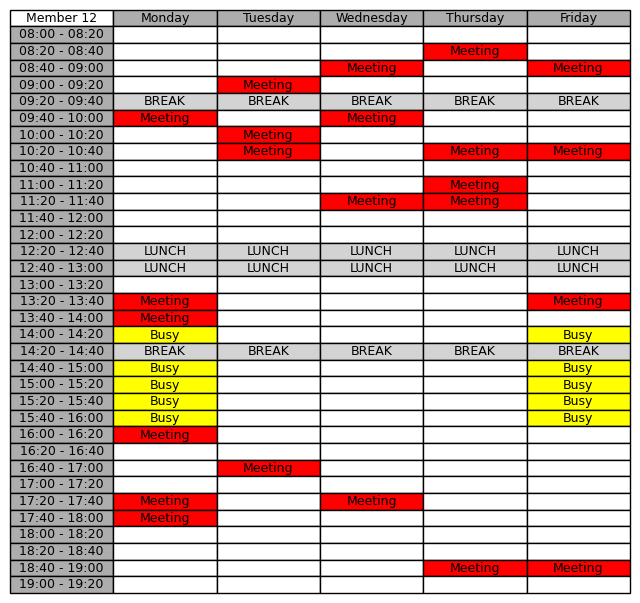 Member 12 Monday Tuesday Wednesday Thursday Friday
08:00 - 08:20
08:20 - 08:40 Meeting
08:40 - 09:00 Meeting Meeting
09:00 - 09:20 Meeting
09:20 - 09:40 BREAK BREAK BREAK BREAK BREAK
09:40 - 10:00 Meeting Meeting
10:00 - 10:20 Meeting
10:20 - 10:40 Meeting Meeting Meeting
10:40 - 11:00
11:00 - 11:20 Meeting
11:20 - 11:40 Meeting Meeting
11:40 - 12:00
12:00 - 12:20
12:20 - 12:40 LUNCH LUNCH LUNCH LUNCH LUNCH
12:40 - 13:00 LUNCH LUNCH LUNCH LUNCH LUNCH
13:00 - 13:20
13:20 - 13:40 Meeting Meeting
13:40 - 14:00 Meeting
14:00 - 14:20 Busy Busy
14:20 - 14:40 BREAK BREAK BREAK BREAK BREAK
14:40 - 15:00 Busy Busy
15:00 - 15:20 Busy Busy
15:20 - 15:40 Busy Busy
15:40 - 16:00 Busy Busy
16:00 - 16:20 Meeting
16:20 - 16:40
16:40 - 17:00 Meeting
17:00 - 17:20
17:20 - 17:40 Meeting Meeting
17:40 - 18:00 Meeting
18:00 - 18:20
18:20 - 18:40
18:40 - 19:00 Meeting Meeting
19:00 - 19:20